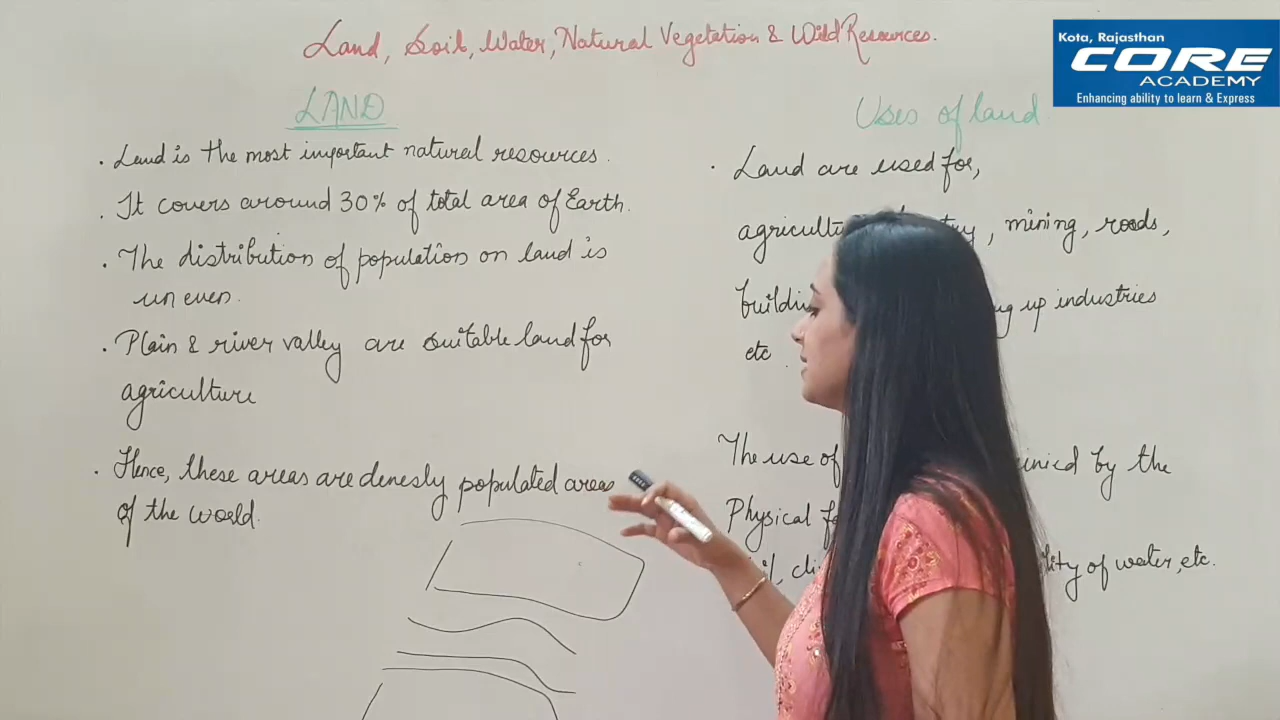 Land, Soil, Water, Natural Vegetation & Wild Resources.
Kota, Rajasthan
CORE
ACADEMY
Enhancing ability to learn & Express
LAND
. Land is the most important natural resources.
. It covers around 30% of total area of Earth.
. The distribution of population on land is
un even.
. Plain & river valley are suitable land for
agriculture
. Hence, these areas are denesly populated areas
of the world.
Uses of land
. Land are used for,
mining, roads,
up industries
etc.
The use of by the
Physical
of water, etc.